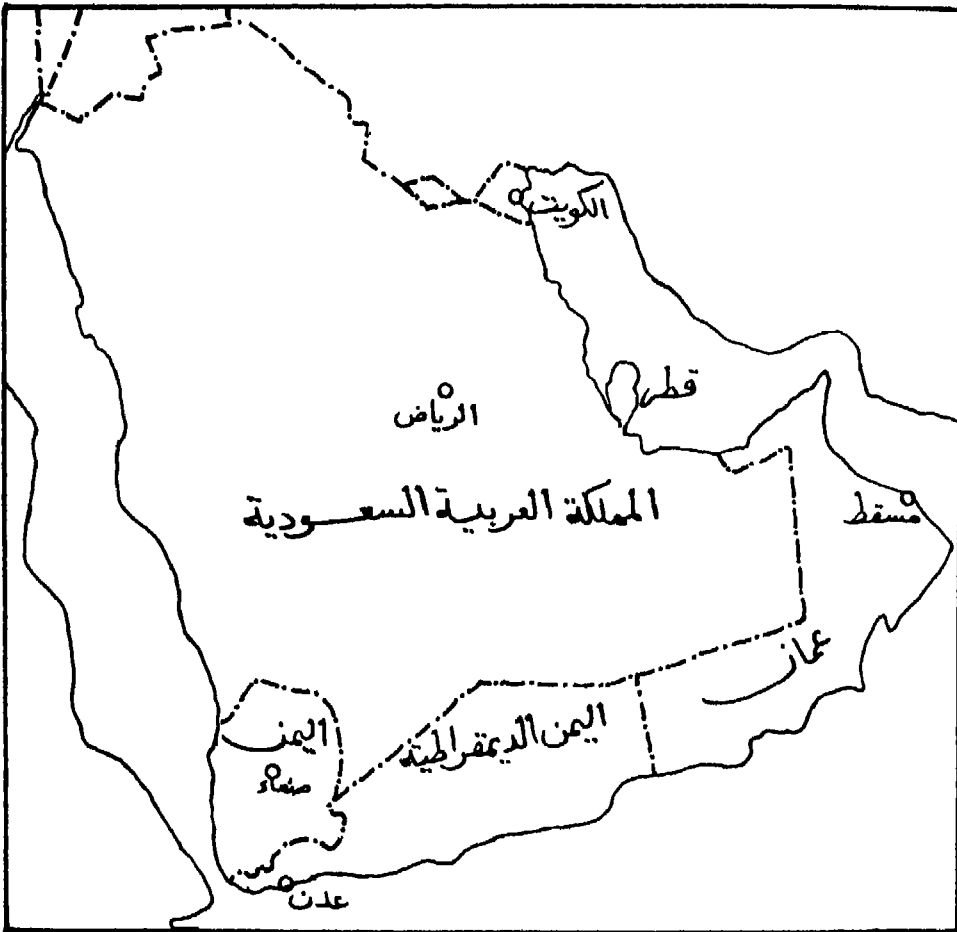 الكويت
قطر
الرياض
المملكة العربية السعودية
مسقط
عمان
اليمن الديمقراطية
اليمن
صنعاء
عدن